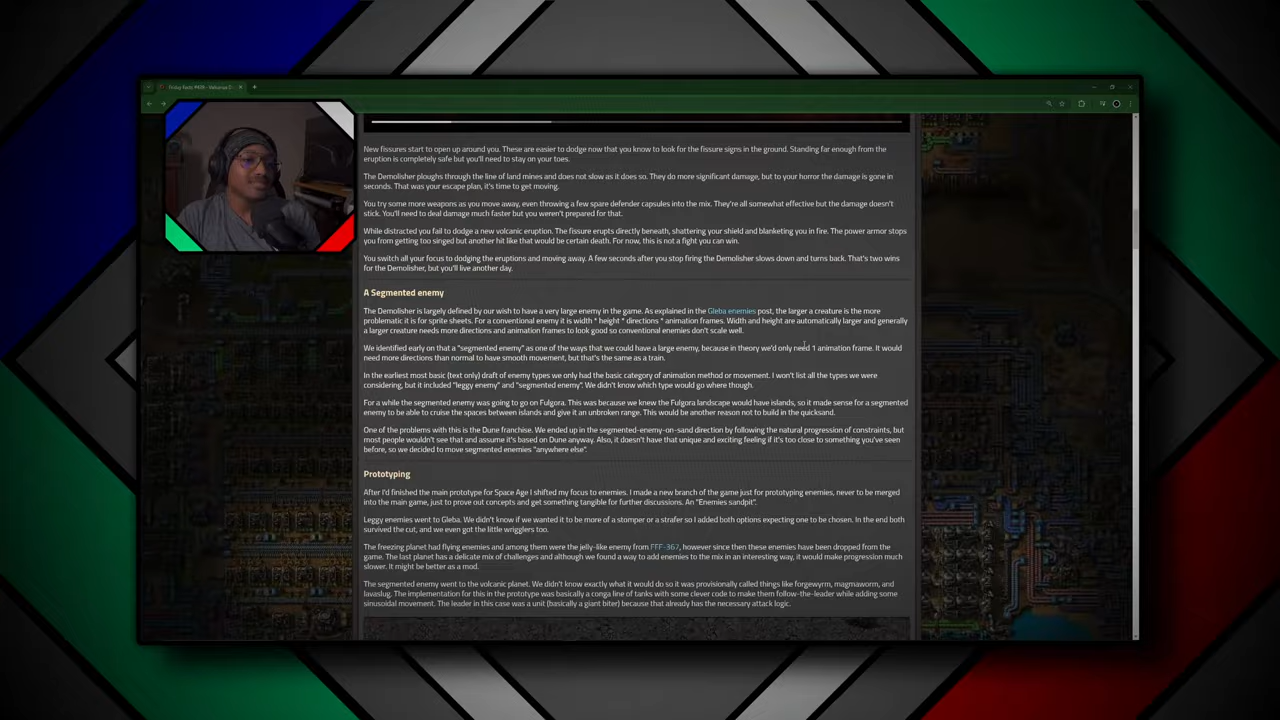 New fissures start to open up around you. These are easier to dodge now that you know to look for the fissure signs in the ground. Standing far enough from the
eruption is completely safe but you'll need to stay on your toes.
The Demolisher ploughs through the line of land mines and does not slow as it does so. They do more significant damage, but to your horror the damage is gone in
seconds. That was your escape plan, it's time to get moving.
You try some more weapons as you move away, even throwing a few spare defender capsules into the mix. They're all somewhat effective but the damage doesn't
stick. You'll need to deal damage much faster but you weren't prepared for that.
While distracted you fail to dodge a new volcanic eruption. The fissure erupts directly beneath, shattering your shield and blanketing you in fire. The power armor stops
you from getting too singed but another hit like that would be certain death. For now, this is not a fight you can win.
You switch all your focus to dodging the eruptions and moving away. A few seconds after you stop firing the Demolisher slows down and turns back. That's two wins
for the Demolisher, but you'll live another day.
A Segmented enemy
The Demolisher is largely defined by our wish to have a very large enemy in the game. As explained in the Gleba enemies post, the larger a creature is the more
problematic it is for sprite sheets. For a conventional enemy it is width * height * directions * animation frames. Width and height are automatically larger and generally
a larger creature needs more directions and animation frames to look good so conventional enemies don't scale well.
We identified early on that a "segmented enemy" as one of the ways that we could have a large enemy, because in theory we'd only need 1 animation frame. It would
need more directions than normal to have smooth movement, but that's the same as a train.
In the earliest most basic (text only) draft of enemy types we only had the basic category of animation method or movement. I won't list all the types we were
considering, but it included "leggy enemy" and "segmented enemy". We didn't know which type would go where though.
For a while the segmented enemy was going to go on Fulgora. This was because we knew the Fulgora landscape would have islands, so it made sense for a segmented
enemy to be able to cruise the spaces between islands and give it an unbroken range. This would be another reason not to build in the quicksand.
One of the problems with this is the Dune franchise. We ended up in the segmented-enemy-on-sand direction by following the natural progression of constraints, but
most people wouldn't see that and assume it's based on Dune anyway. Also, it doesn't have that unique and exciting feeling if it's too close to something you've seen
before, so we decided to move segmented enemies "anywhere else".
Prototyping
After I'd finished the main prototype for Space Age I shifted my focus to enemies. I made a new branch of the game just for prototyping enemies, never to be merged
into the main game, just to prove out concepts and get something tangible for further discussions. An "Enemies sandpit".
Leggy enemies went to Gleba. We didn't know if we wanted it to be more of a stomper or a strafer so I added both options expecting one to be chosen. In the end both
survived the cut, and we even got the little wrigglers too.
The freezing planet had flying enemies and among them were the jelly-like enemy from FFF-367, however since then these enemies have been dropped from the
game. The last planet has a delicate mix of challenges and although we found a way to add enemies to the mix in an interesting way, it would make progression much
slower. It might be better as a mod.
The segmented enemy went to the volcanic planet. We didn't know exactly what it would do so it was provisionally called things like forgewyrm, magmaworm, and
lavaslug. The implementation for this in the prototype was basically a conga line of tanks with some clever code to make them follow-the-leader while adding some
sinusoidal movement. The leader in this case was a unit (basically a giant biter) because that already has the necessary attack logic.